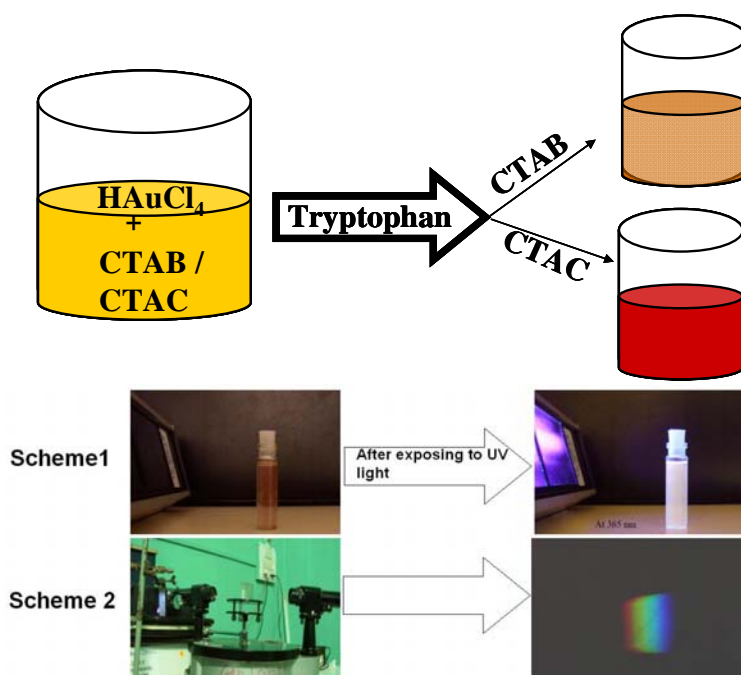 HAuCl4
+
CTAB /
CTAC
Tryptophan
CTAB
CTAC
Scheme1
After exposing to UV
light
At 365 nm
Scheme 2